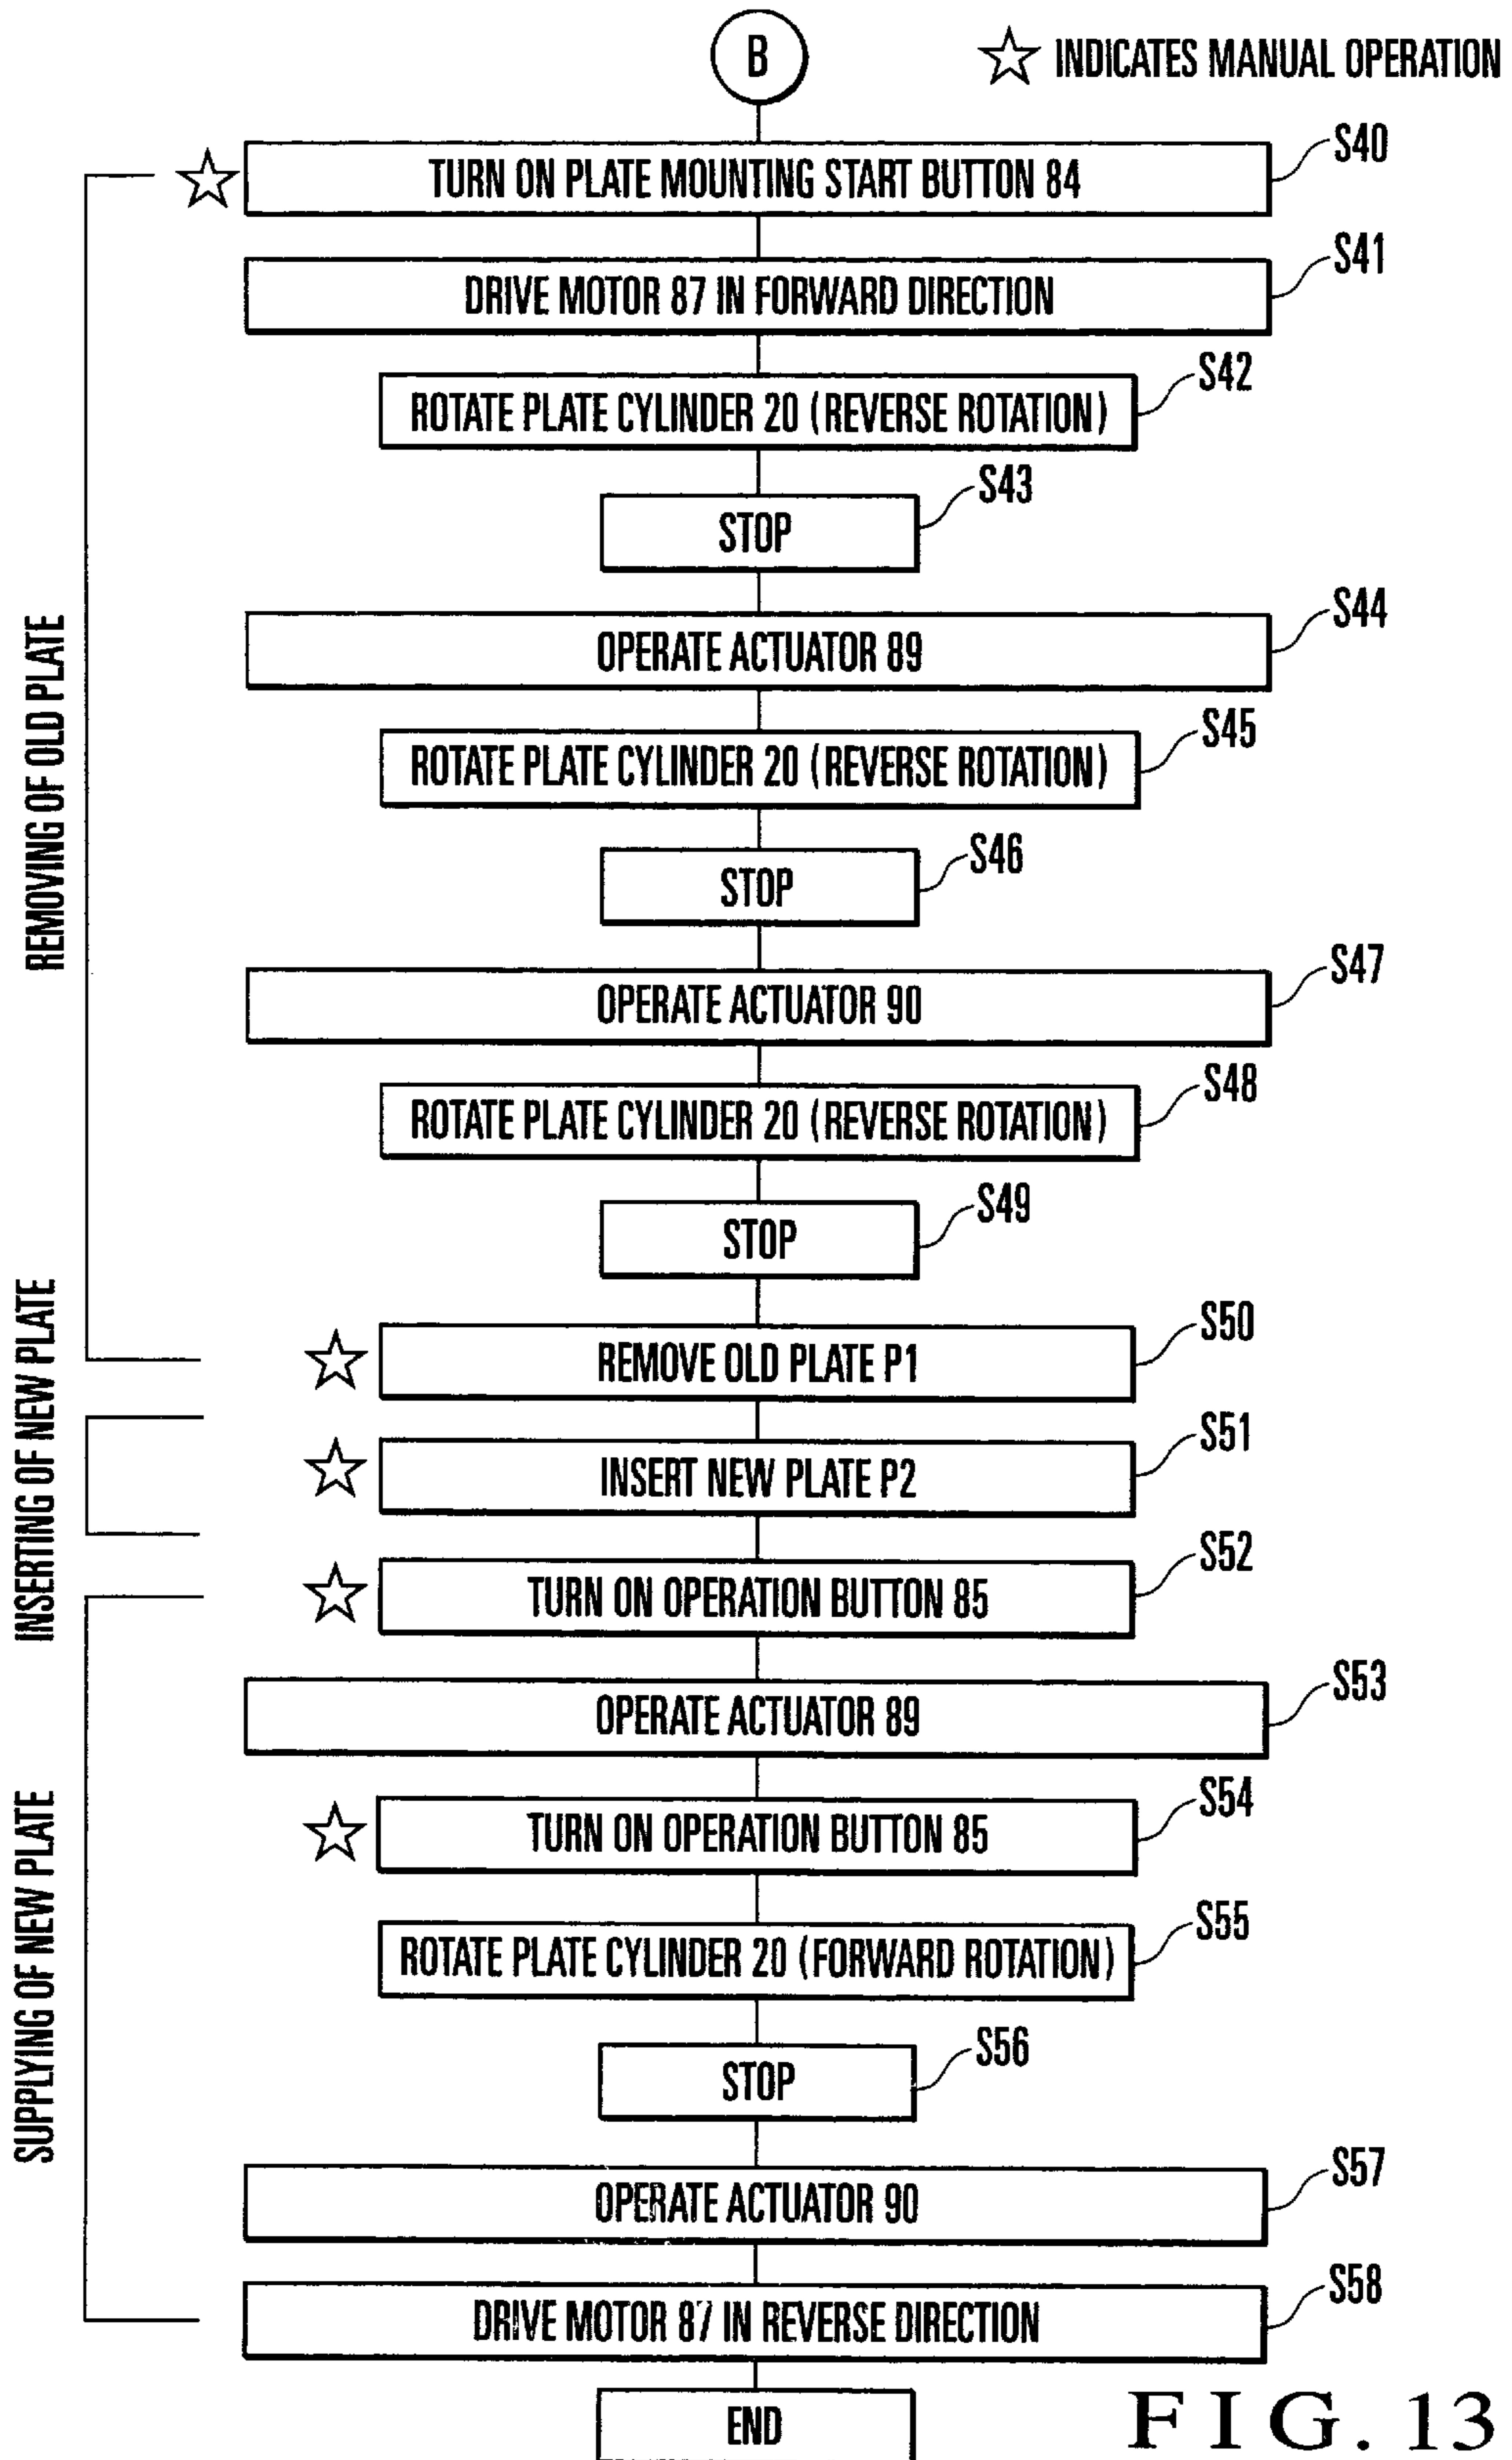 B
☆ INDICATES MANUAL OPERATION
S40
☆ TURN ON PLATE MOUNTING START BUTTON 84
S41
DRIVE MOTOR 87 IN FORWARD DIRECTION
S42
ROTATE PLATE CYLINDER 20 (REVERSE ROTATION)
S43
STOP
S44
OPERATE ACTUATOR 89
S45
ROTATE PLATE CYLINDER 20 (REVERSE ROTATION)
S46
STOP
S47
OPERATE ACTUATOR 90
S48
ROTATE PLATE CYLINDER 20 (REVERSE ROTATION)
S49
STOP
S50
☆ REMOVE OLD PLATE P1
REMOVING OF OLD PLATE
S51
☆ INSERT NEW PLATE P2
INSERTING OF NEW PLATE
S52
☆ TURN ON OPERATION BUTTON 85
S53
OPERATE ACTUATOR 89
S54
☆ TURN ON OPERATION BUTTON 85
S55
ROTATE PLATE CYLINDER 20 (FORWARD ROTATION)
S56
STOP
S57
OPERATE ACTUATOR 90
S58
DRIVE MOTOR 87 IN REVERSE DIRECTION
SUPPLYING OF NEW PLATE
END
FIG. 13